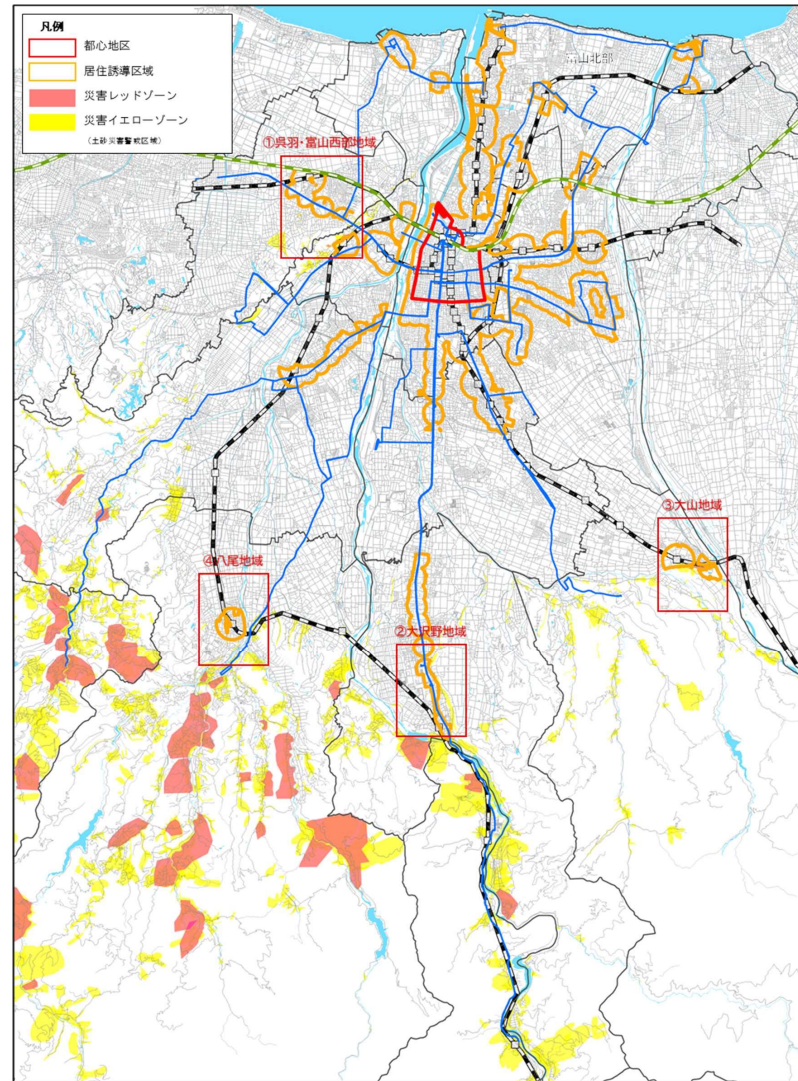 凡例
都心地区
居住誘導区域
災害レッドゾーン
災害イエローゾーン
(土砂災害警戒区域)
富山北部
①呉羽・富山西部地域
③大山地域
④八尾地域
②大沢野地域